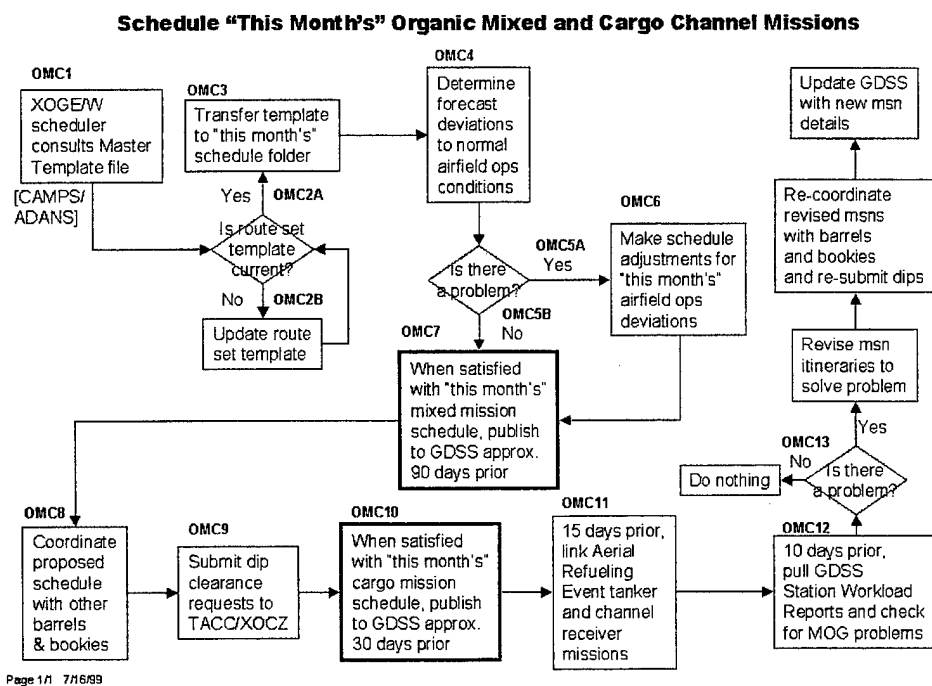 Schedule “This Month’s” Organic Mixed and Cargo Channel Missions
OMC1
XOGE/W
scheduler
consults Master
Template file
[CAMPS/
ADANS]
OMC3
Transfer template
to "this month's"
schedule folder
Yes
OMC2A
Is route set
template
current?
No
OMC2B
Update route
set template
OMC4
Determine
forecast
deviations
to normal
airfield ops
conditions
Is there
a problem?
OMC5A
Yes
OMC5B
No
OMC6
Make schedule
adjustments for
"this month's"
airfield ops
deviations
OMC7
When satisfied
with "this month's"
mixed mission
schedule, publish
to GDSS approx.
90 days prior
OMC8
Coordinate
proposed
schedule
with other
barrels
& bookies
OMC9
Submit dip
clearance
requests to
TACC/XOCZ
OMC10
When satisfied
with "this month's"
cargo mission
schedule, publish
to GDSS approx.
30 days prior
OMC11
15 days prior,
link Aerial
Refueling
Event tanker
and channel
receiver
missions
OMC12
10 days prior,
pull GDSS
Station Workload
Reports and check
for MOG problems
OMC13
Is there
a problem?
No
Do nothing
Yes
Revise msn
itineraries to
solve problem
Re-coordinate
revised msns
with barrels
and bookies
and re-submit dips
Update GDSS
with new msn
details
Page 1/1 7/16/99